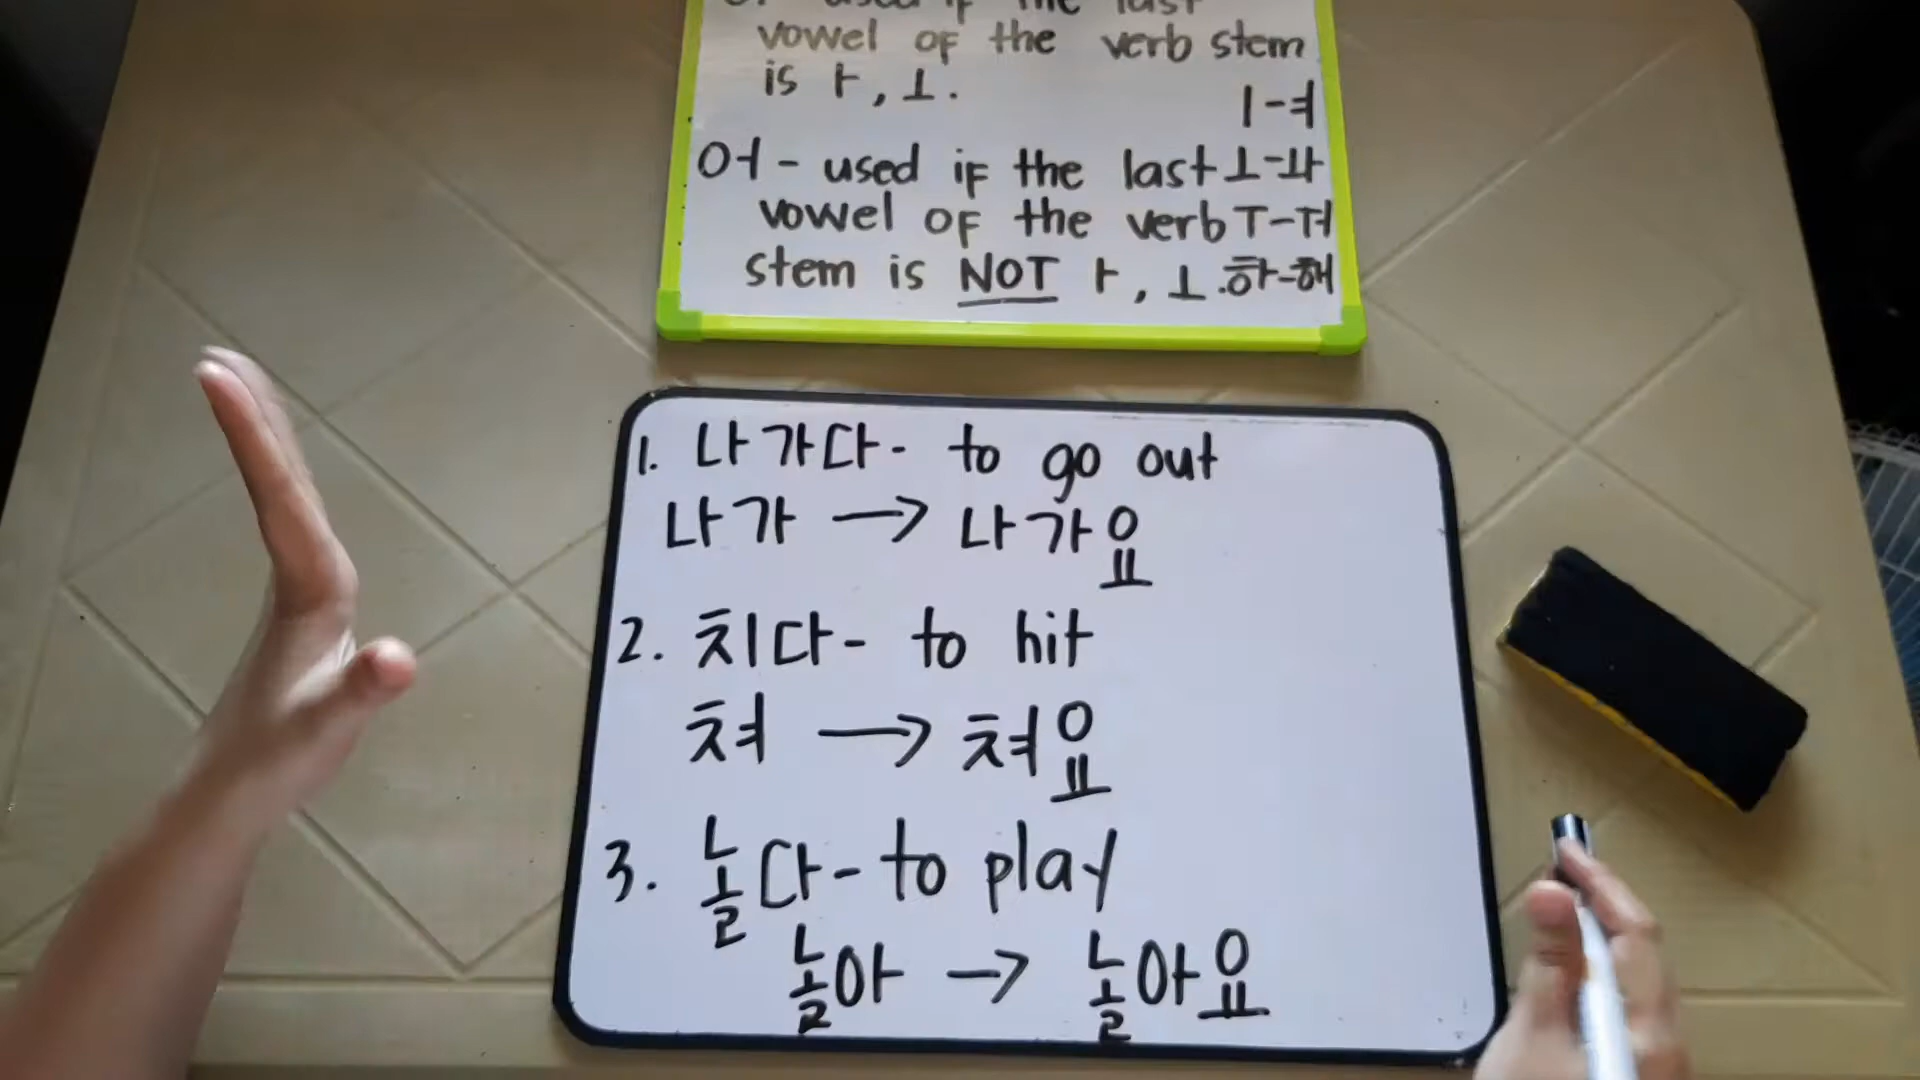 vowel of the verb stem
is ㅏ, ㅗ.
ㅣ-ㅕ
어 - used if the last ㅗ-ㅘ
vowel of the verb ㅜ-ㅝ
stem is NOT ㅏ, ㅗ. 하-해
1. 나가다 - to go out
나가 → 나가요
2. 치다 - to hit
쳐 → 쳐요
3. 놀다 - to play
놀아 → 놀아요